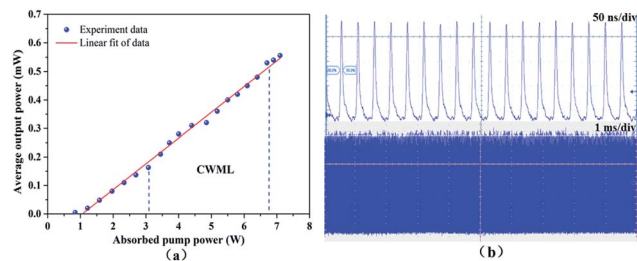 (a)
Experiment data
Linear fit of data
Average output power (mW)
0.7
0.6
0.5
0.4
0.3
0.2
0.1
0.0
CWML
0 1 2 3 4 5 6 7 8
Absorbed pump power (W)
(a)
(b)
50 ns/div
1 ms/div
(b)